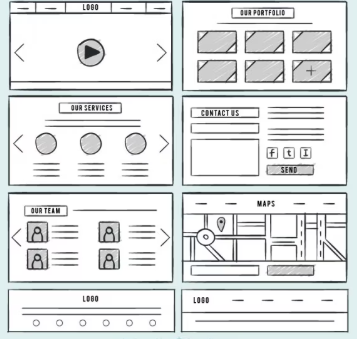 LOGO
OUR PORTFOLIO
OUR SERVICES
CONTACT US
f t I
SEND
OUR TEAM
MAPS
LOGO
LOGO